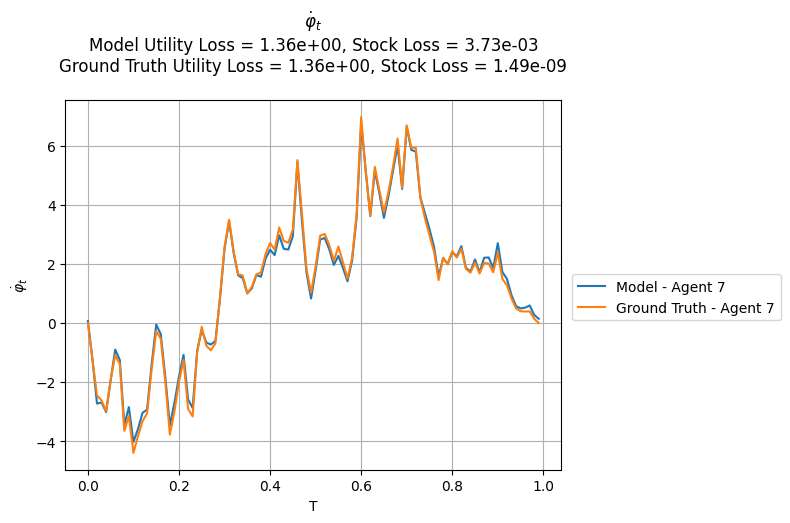 φ̇ₜ
Model Utility Loss = 1.36e+00, Stock Loss = 3.73e-03
Ground Truth Utility Loss = 1.36e+00, Stock Loss = 1.49e-09
φ̇ₜ
6
4
2
0
−2
−4
0.0 0.2 0.4 0.6 0.8 1.0
T
Model - Agent 7
Ground Truth - Agent 7